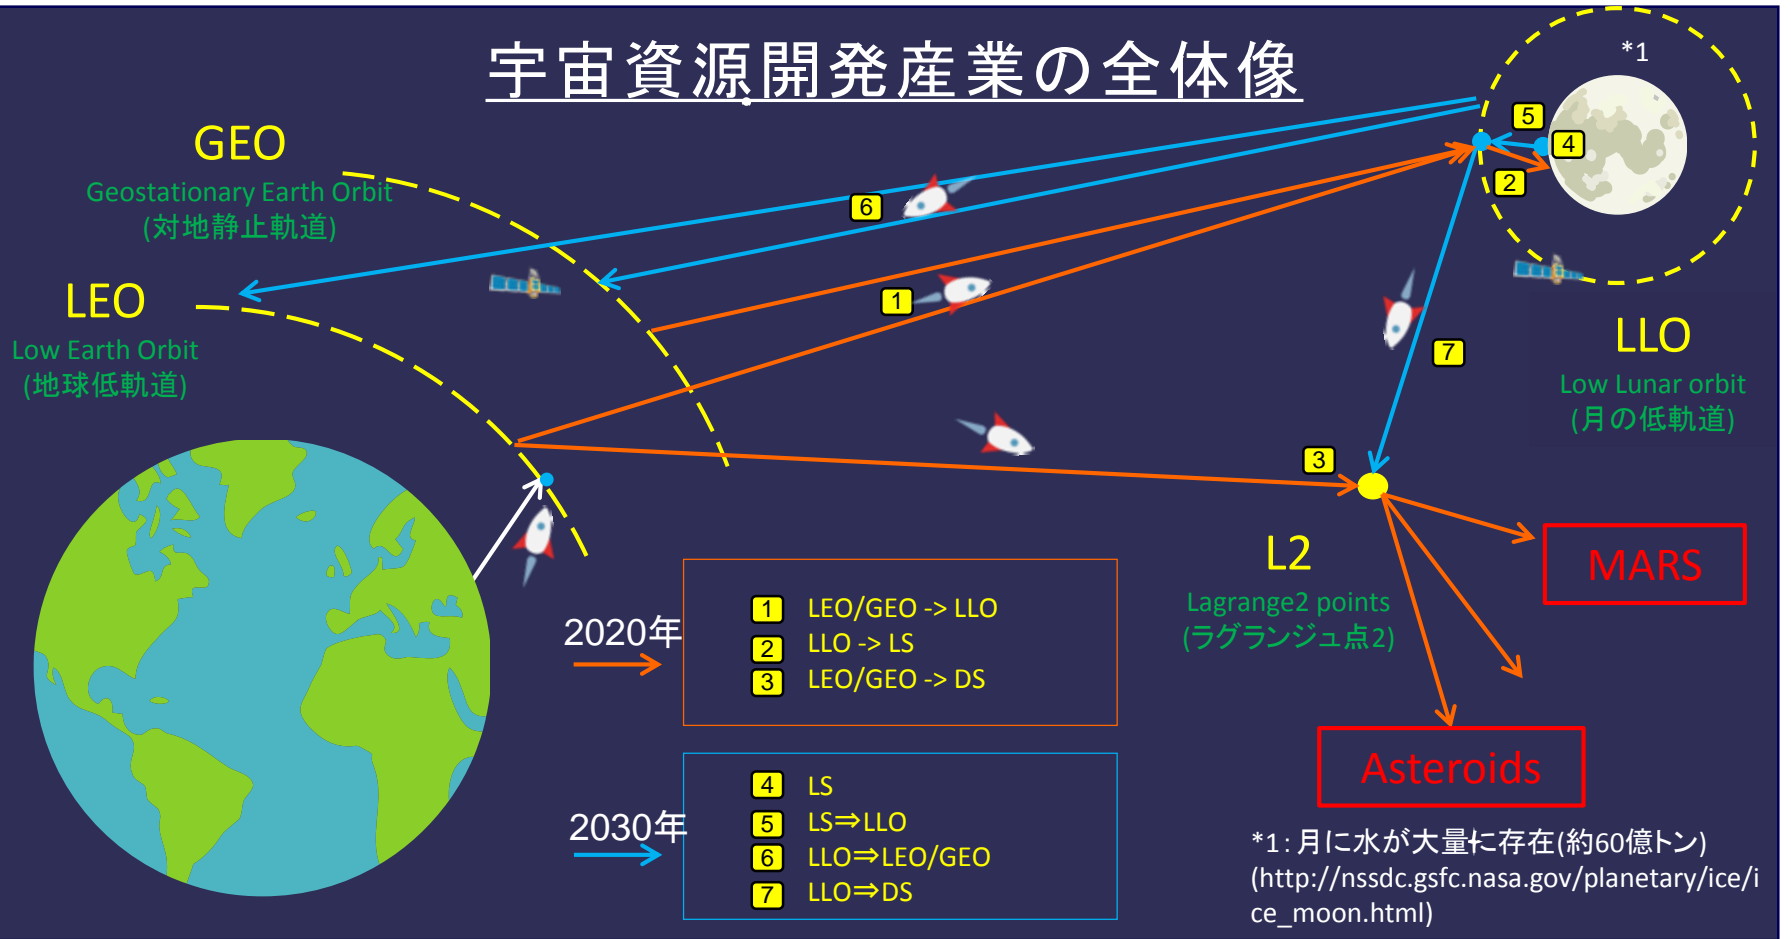 宇宙資源開発産業の全体像
*1
GEO
Geostationary Earth Orbit
(対地静止軌道)
LEO
Low Earth Orbit
(地球低軌道)
5
4
2
6
1
7
3
LLO
Low Lunar orbit
(月の低軌道)
L2
Lagrange2 points
(ラグランジュ点2)
MARS
Asteroids
2020年
1 LEO/GEO -> LLO
2 LLO -> LS
3 LEO/GEO -> DS
2030年
4 LS
5 LS⇒LLO
6 LLO⇒LEO/GEO
7 LLO⇒DS
*1: 月に水が大量に存在(約60億トン)
(http://nssdc.gsfc.nasa.gov/planetary/ice/i
ce_moon.html)